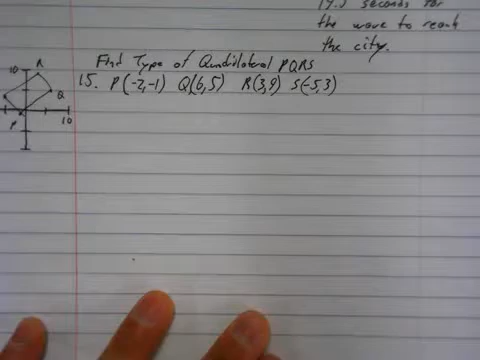 19.5 seconds for
the wave to reach
the city.
Find Type of Quadrilateral PQRS
15. P(-2,-1) Q(6,5) R(3,9) S(-5,3)
10
R
Q
P
10